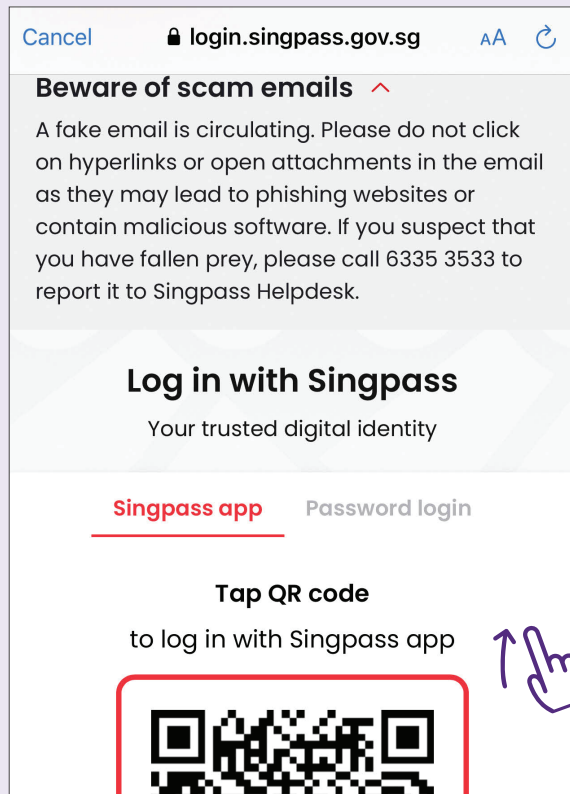 Cancel login.singpass.gov.sg AA
Beware of scam emails
A fake email is circulating. Please do not click
on hyperlinks or open attachments in the email
as they may lead to phishing websites or
contain malicious software. If you suspect that
you have fallen prey, please call 6335 3533 to
report it to Singpass Helpdesk.
Log in with Singpass
Your trusted digital identity
Singpass app Password login
Tap QR code
to log in with Singpass app